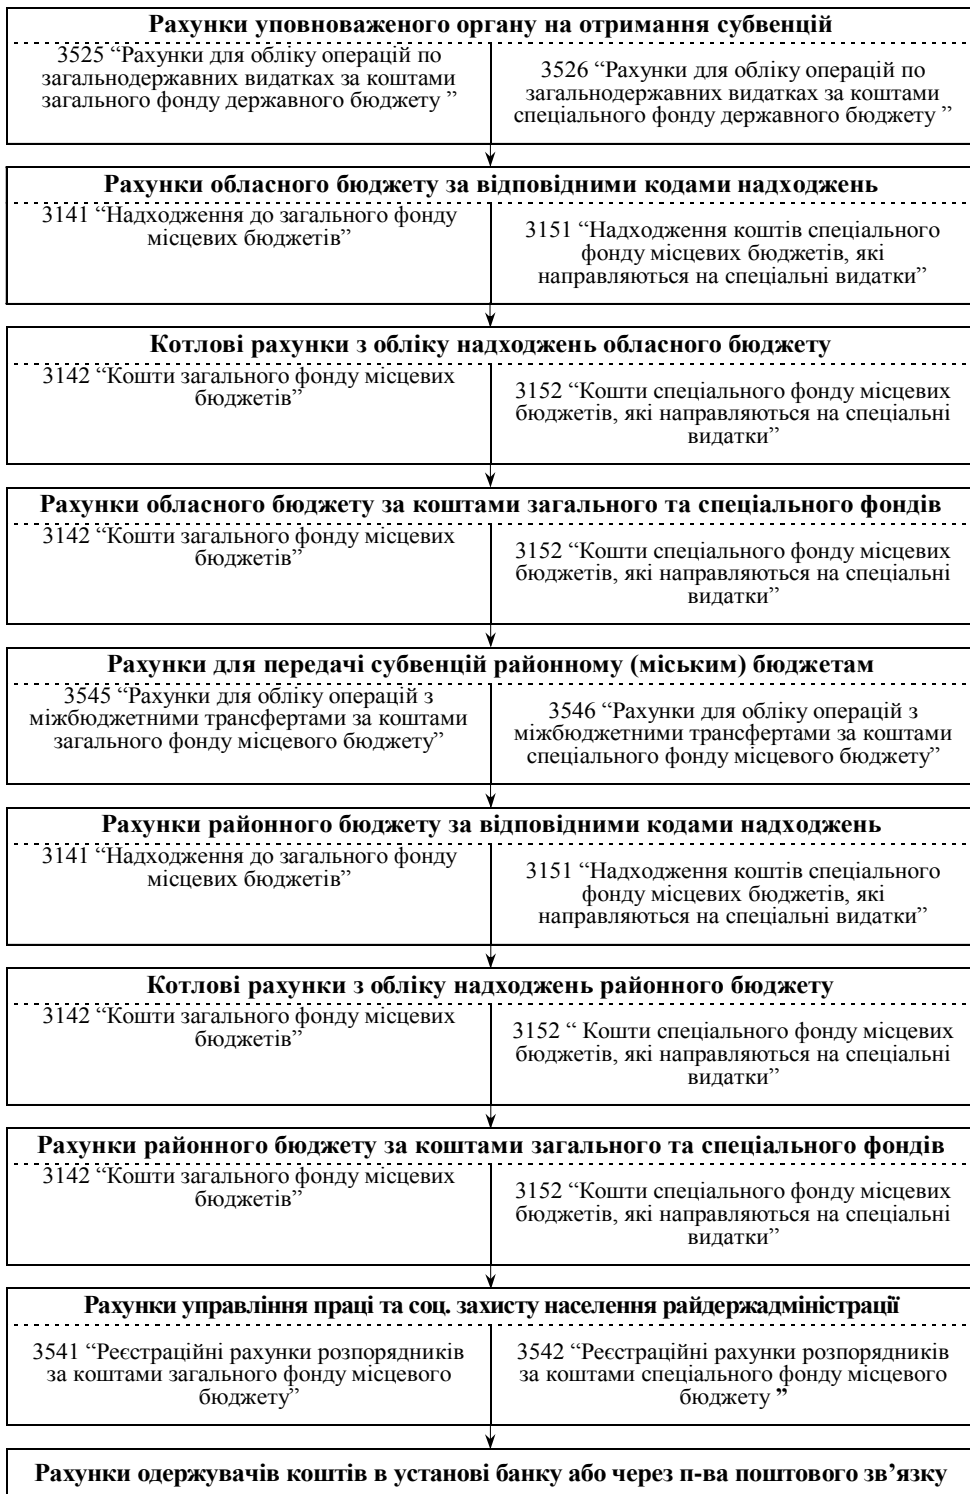 Рахунки уповноваженого органу на отримання субвенцій
3525 “Рахунки для обліку операцій по
загальнодержавних видатках за коштами
загального фонду державного бюджету ”
3526 “Рахунки для обліку операцій по
загальнодержавних видатках за коштами
спеціального фонду державного бюджету ”
Рахунки обласного бюджету за відповідними кодами надходжень
3141 “Надходження до загального фонду
місцевих бюджетів”
3151 “Надходження коштів спеціального
фонду місцевих бюджетів, які
направляються на спеціальні видатки”
Котлові рахунки з обліку надходжень обласного бюджету
3142 “Кошти загального фонду місцевих
бюджетів”
3152 “Кошти спеціального фонду місцевих
бюджетів, які направляються на спеціальні
видатки”
Рахунки обласного бюджету за коштами загального та спеціального фондів
3142 “Кошти загального фонду місцевих
бюджетів”
3152 “Кошти спеціального фонду місцевих
бюджетів, які направляються на спеціальні
видатки”
Рахунки для передачі субвенцій районному (міським) бюджетам
3545 “Рахунки для обліку операцій з
міжбюджетними трансфертами за коштами
загального фонду місцевого бюджету”
3546 “Рахунки для обліку операцій з
міжбюджетними трансфертами за коштами
спеціального фонду місцевого бюджету”
Рахунки районного бюджету за відповідними кодами надходжень
3141 “Надходження до загального фонду
місцевих бюджетів”
3151 “Надходження коштів спеціального
фонду місцевих бюджетів, які
направляються на спеціальні видатки”
Котлові рахунки з обліку надходжень районного бюджету
3142 “Кошти загального фонду місцевих
бюджетів”
3152 “ Кошти спеціального фонду місцевих
бюджетів, які направляються на спеціальні
видатки”
Рахунки районного бюджету за коштами загального та спеціального фондів
3142 “Кошти загального фонду місцевих
бюджетів”
3152 “Кошти спеціального фонду місцевих
бюджетів, які направляються на спеціальні
видатки”
Рахунки управління праці та соц. захисту населення райдержадміністрації
3541 “Реєстраційні рахунки розпорядників
за коштами загального фонду місцевого
бюджету”
3542 “Реєстраційні рахунки розпорядників
за коштами спеціального фонду місцевого
бюджету ”
Рахунки одержувачів коштів в установі банку або через п-ва поштового зв’язку